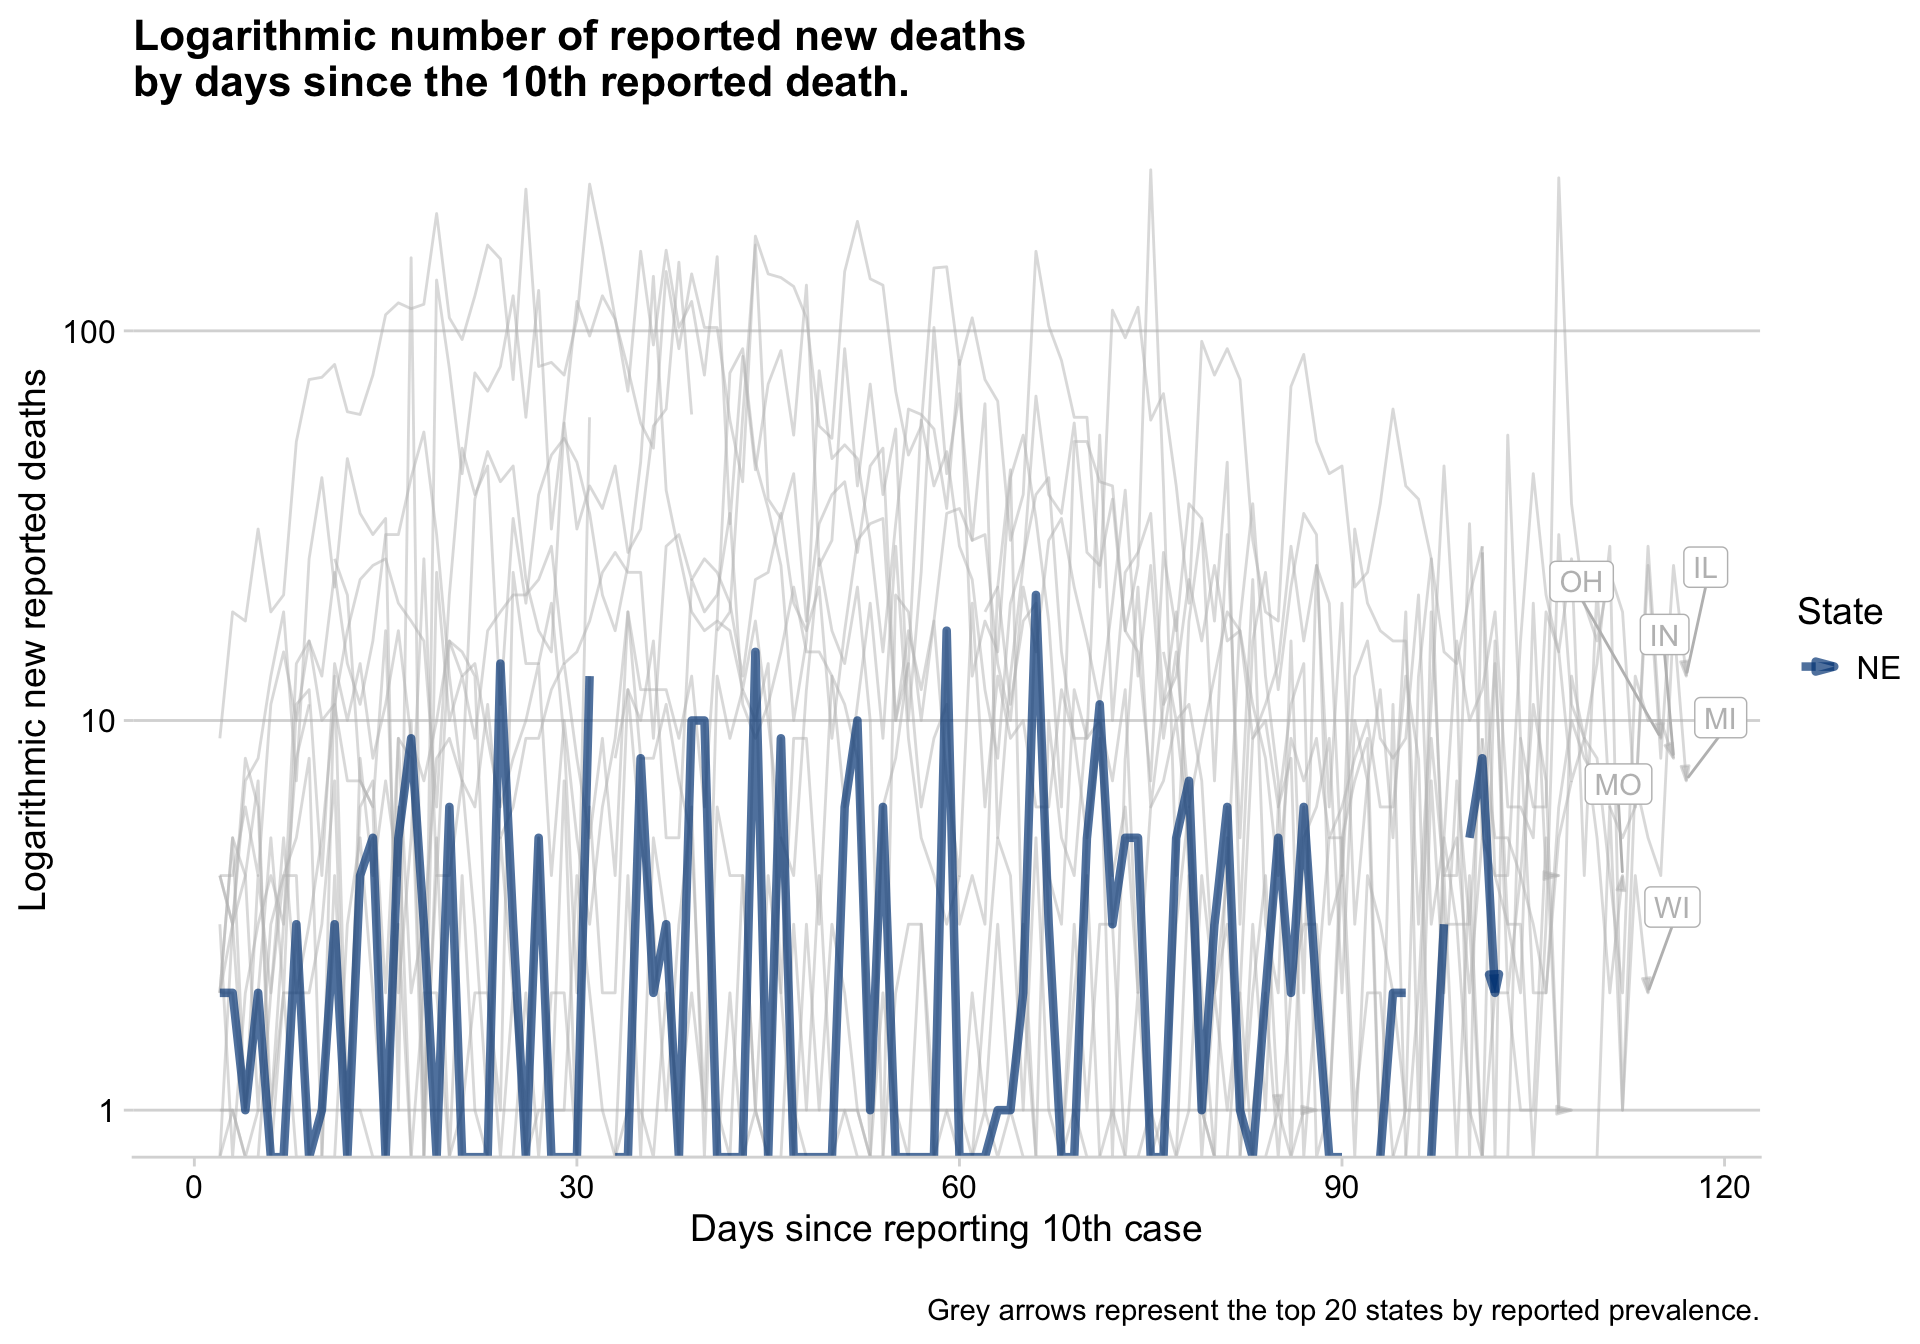 Logarithmic number of reported new deaths
by days since the 10th reported death.
Logarithmic new reported deaths
100
10
1
OH
IL
IN
MI
MO
WI
State
NE
0
30
60
90
120
Days since reporting 10th case
Grey arrows represent the top 20 states by reported prevalence.